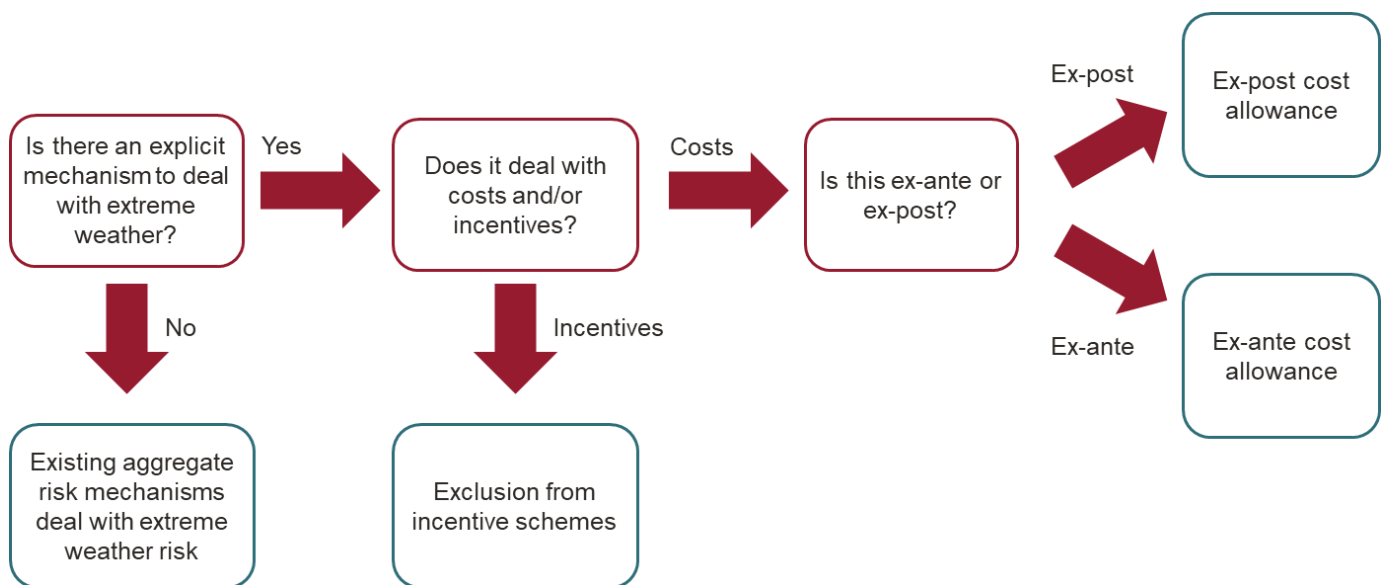 Is there an explicit
mechanism to deal
with extreme
weather?
Yes
Does it deal with
costs and/or
incentives?
Costs
Is this ex-ante or
ex-post?
Ex-post
Ex-post cost
allowance
Ex-ante
Ex-ante cost
allowance
No
Incentives
Existing aggregate
risk mechanisms
deal with extreme
weather risk
Exclusion from
incentive schemes